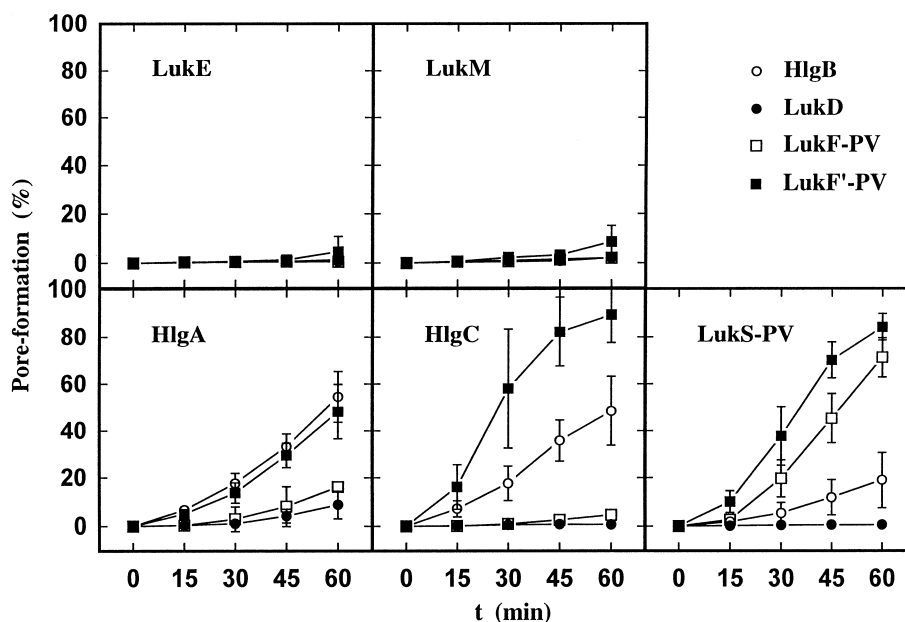 100
80
60
40
20
0
LukE
LukM
HlgB
LukD
LukF-PV
LukF'-PV
Pore-formation (%)
100
80
60
40
20
0
HlgA
HlgC
LukS-PV
0 15 30 45 60
0 15 30 45 60
0 15 30 45 60
t (min)